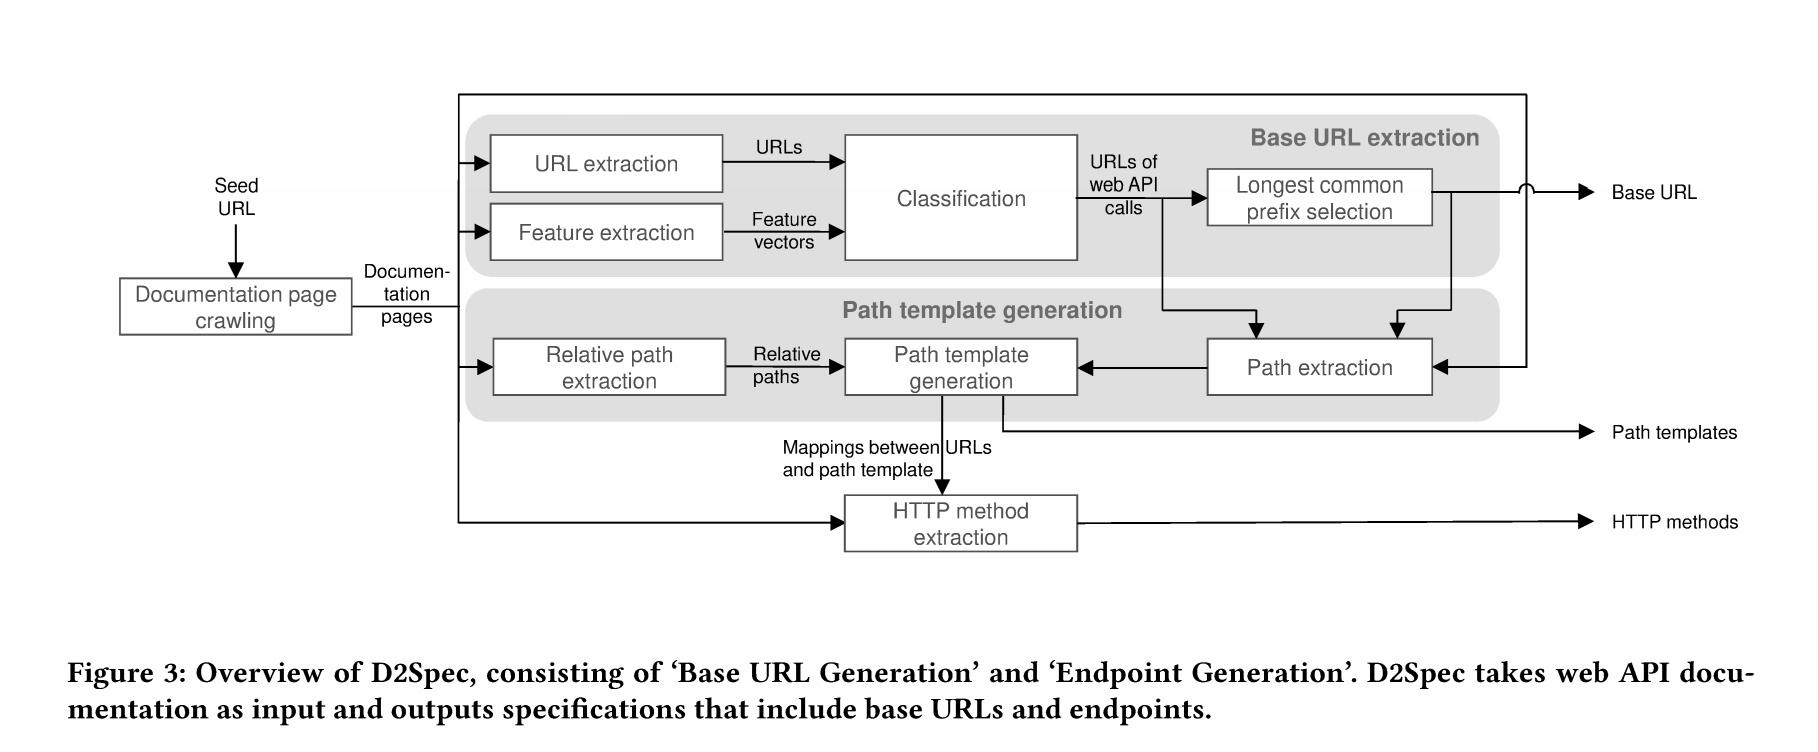 Base URL extraction
URL extraction
URLs
Classification
URLs of
web API
calls
Longest common
prefix selection
Base URL
Seed
URL
Feature extraction
Feature
vectors
Documentation page
crawling
Documen-
tation
pages
Path template generation
Relative path
extraction
Relative
paths
Path template
generation
Path extraction
Path templates
Mappings between URLs
and path template
HTTP method
extraction
HTTP methods
Figure 3: Overview of D2Spec, consisting of ‘Base URL Generation’ and ‘Endpoint Generation’. D2Spec takes web API docu-
mentation as input and outputs specifications that include base URLs and endpoints.